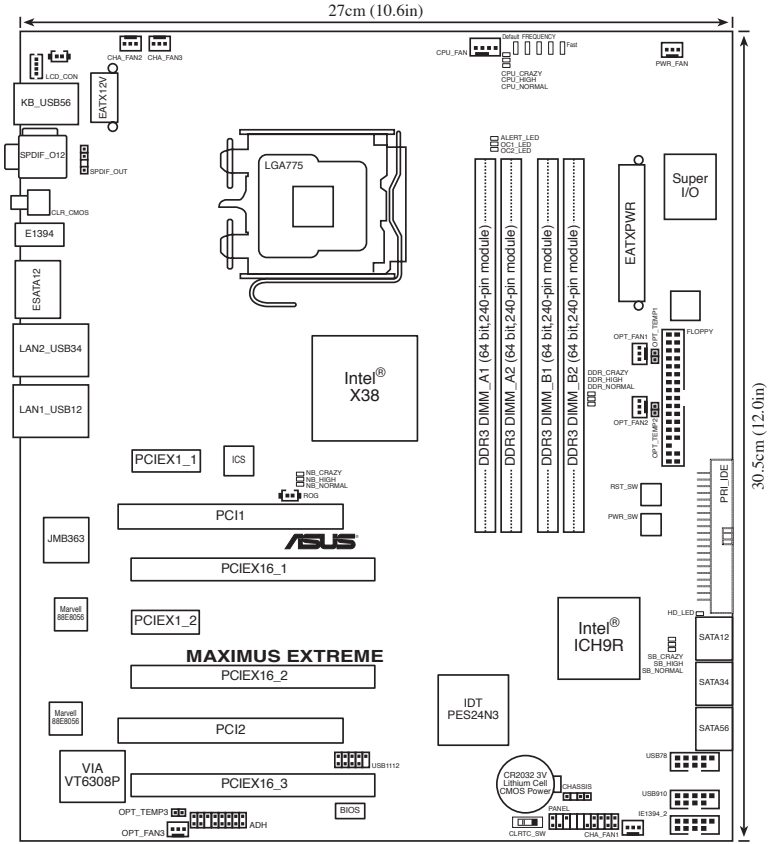 27cm (10.6in)
CHA_FAN2
CHA_FAN3
CPU_FAN
Default FREQUENCY
Fast
CPU_CRAZY
CPU_HIGH
CPU_NORMAL
PWR_FAN
LCD_CON
KB_USB56
EATX12V
SPDIF_O12
SPDIF_OUT
CLR_CMOS
E1394
ESATA12
LAN2_USB34
LAN1_USB12
LGA775
ALERT_LED
OC1_LED
OC2_LED
DDR3 DIMM_A1 (64 bit,240-pin module)
DDR3 DIMM_A2 (64 bit,240-pin module)
DDR3 DIMM_B1 (64 bit,240-pin module)
DDR3 DIMM_B2 (64 bit,240-pin module)
EATXPWR
Super
I/O
OPT_FAN1
OPT_TEMP1
FLOPPY
DDR_CRAZY
DDR_HIGH
DDR_NORMAL
OPT_FAN2
OPT_TEMP2
30.5cm (12.0in)
Intel®
X38
PCIEX1_1
ICS
NB_CRAZY
NB_HIGH
NB_NORMAL
ROG
RST_SW
PWR_SW
PRI_IDE
PCI1
JMB363
ASUS
PCIEX16_1
Marvell
88E8056
PCIEX1_2
Intel®
ICH9R
HD_LED
SATA12
SB_CRAZY
SB_HIGH
SB_NORMAL
MAXIMUS EXTREME
PCIEX16_2
SATA34
IDT
PES24N3
Marvell
88E8056
PCI2
SATA56
VIA
VT6308P
USB1112
USB78
CR2032 3V
Lithium Cell
CMOS Power
CHASSIS
PCIEX16_3
USB910
OPT_TEMP3
BIOS
PANEL
IE1394_2
OPT_FAN3
ADH
CLRTC_SW
CHA_FAN1